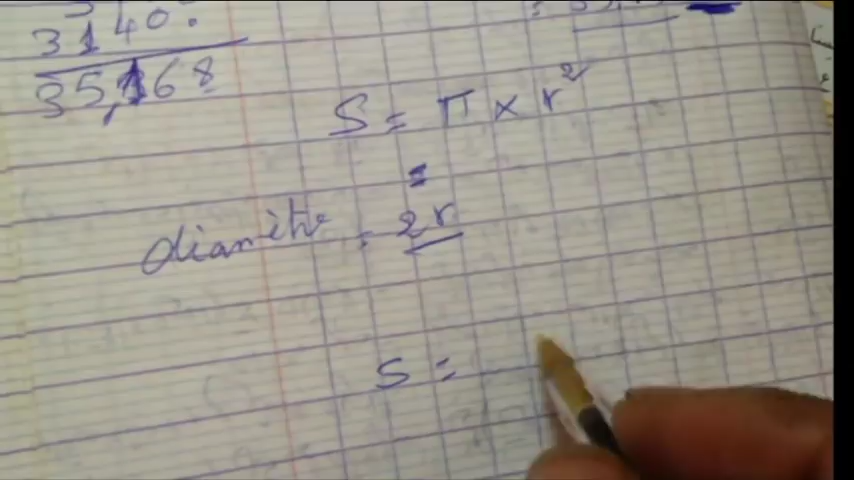 3140.
35,168
S = π × r²
=
diamètre : 2r
S =